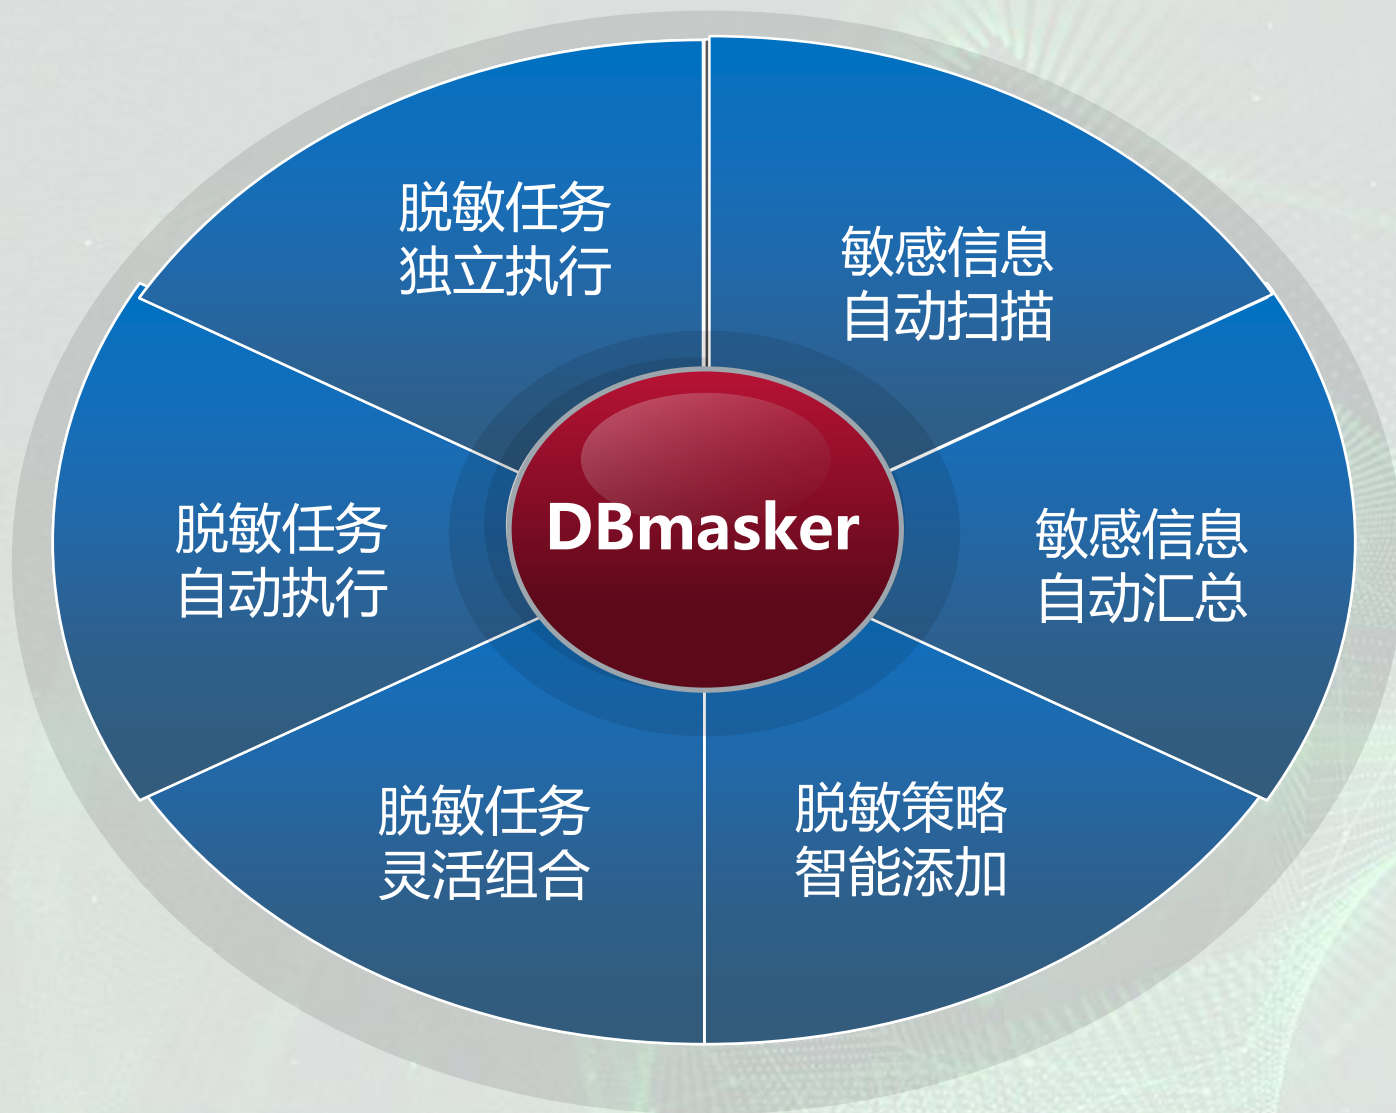 脱敏任务
独立执行
敏感信息
自动扫描
脱敏任务
自动执行
DBmasker
敏感信息
自动汇总
脱敏任务
灵活组合
脱敏策略
智能添加